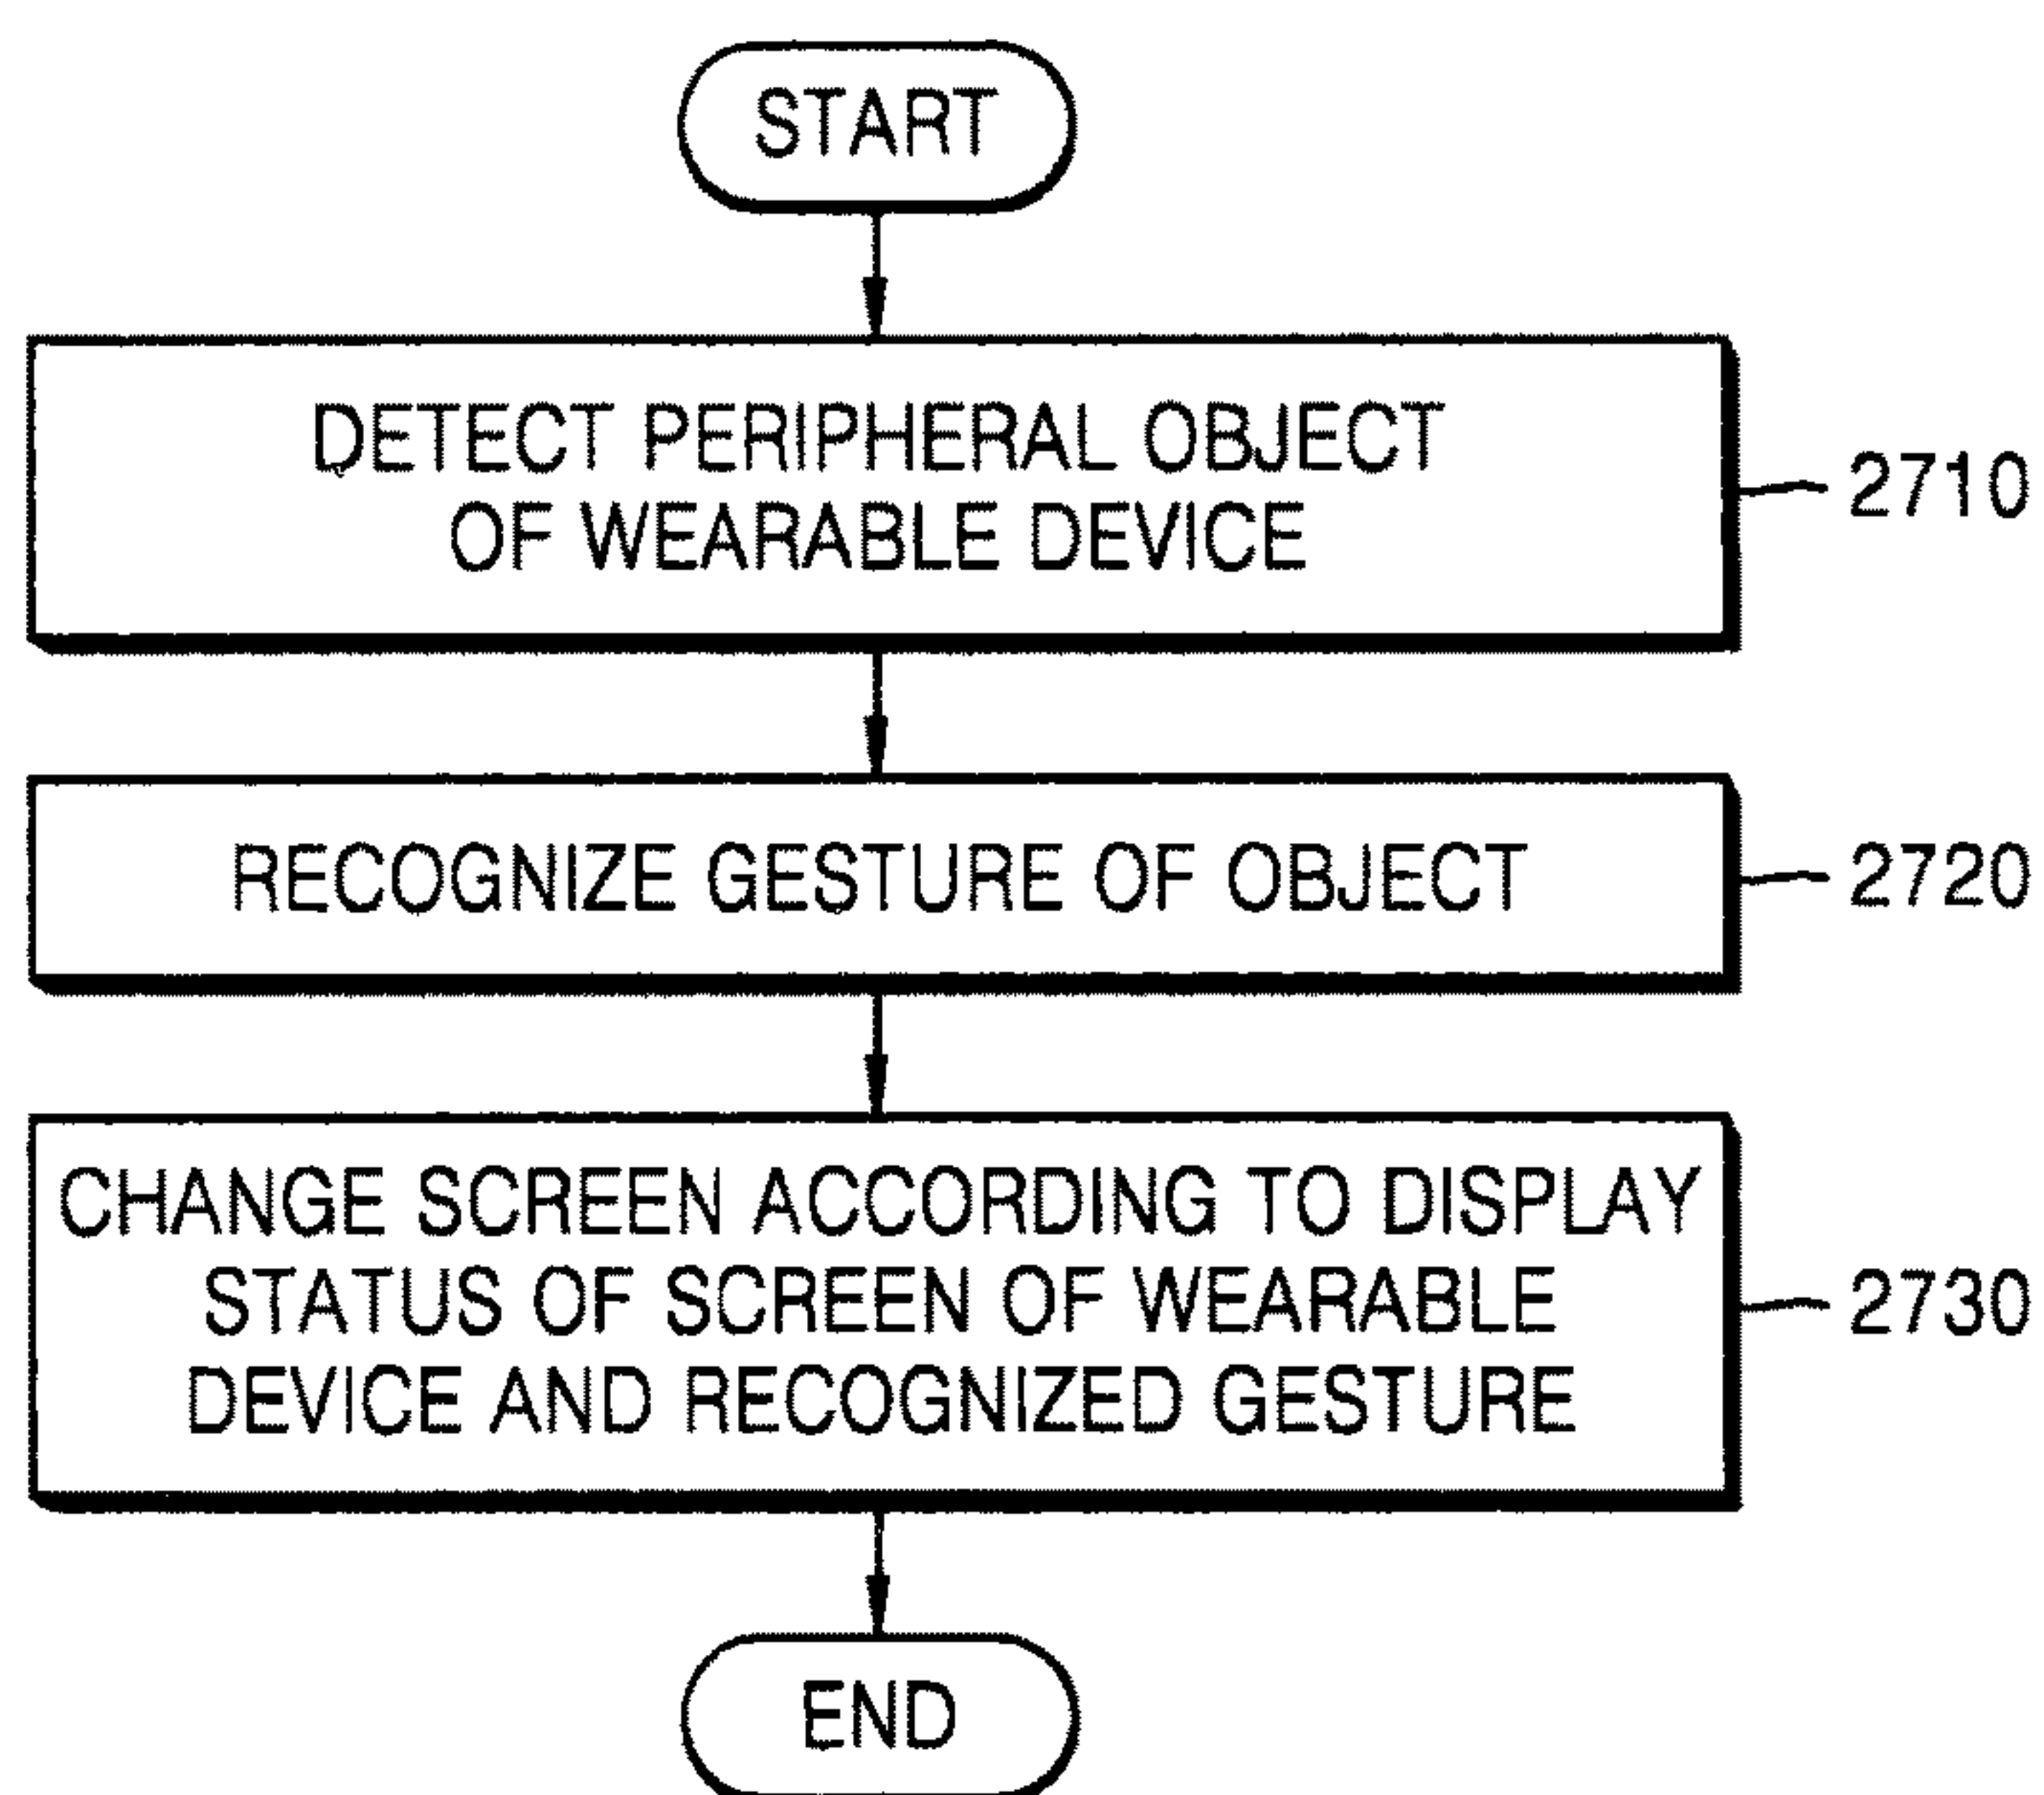 START
DETECT PERIPHERAL OBJECT
OF WEARABLE DEVICE
2710
RECOGNIZE GESTURE OF OBJECT
2720
CHANGE SCREEN ACCORDING TO DISPLAY
STATUS OF SCREEN OF WEARABLE
DEVICE AND RECOGNIZED GESTURE
2730
END